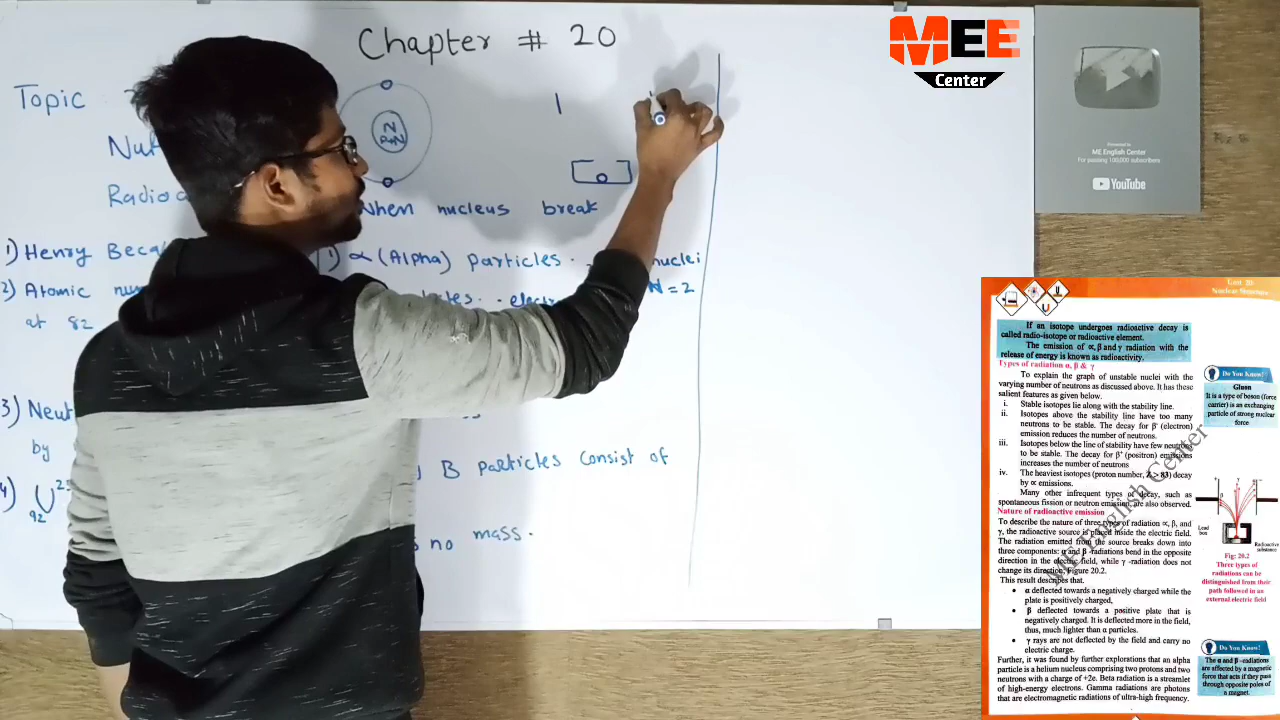 Chapter # 20
Topic
Nu
Radioa
N
P+N
When nucleus break
1) Henry Beca
2) Atomic nu
at 82
3) Neut
by
4) U
92
1) α (Alpha) particles. nuclei
N = 2
B particles consist of
no mass.
MEE
Center
Presented to
ME English Center
For passing 100,000 subscribers
YouTube
Unit 20
Nuclear Structure
If an isotope undergoes radioactive decay is
called radio-isotope or radioactive element.
The emission of ∝, β and γ radiation with the
release of energy is known as radioactivity.
Types of radiation α, β & γ
To explain the graph of unstable nuclei with the
varying number of neutrons as discussed above. It has these
salient features as given below.
i. Stable isotopes lie along with the stability line.
ii. Isotopes above the stability line have too many
neutrons to be stable. The decay for β⁻ (electron)
emission reduces the number of neutrons.
iii. Isotopes below the line of stability have few neutrons
to be stable. The decay for β⁺ (positron) emissions
increases the number of neutrons
iv. The heaviest isotopes (proton number, Z > 83) decay
by ∝ emissions.
Many other infrequent types of decay, such as
spontaneous fission or neutron emission, are also observed.
Nature of radioactive emission
To describe the nature of three types of radiation α, β, and
γ, the radioactive source is placed inside the electric field.
The radiation emitted from the source breaks down into
three components: α and β -radiations bend in the opposite
direction in the electric field, while γ -radiation does not
change its direction, Figure 20.2.
This result describes that.
• α deflected towards a negatively charged while the
plate is positively charged,
• β deflected towards a positive plate that is
negatively charged. It is deflected more in the field,
thus, much lighter than α particles.
• γ rays are not deflected by the field and carry no
electric charge.
Further, it was found by further explorations that an alpha
particle is a helium nucleus comprising two protons and two
neutrons with a charge of +2e. Beta radiation is a streamlet
of high-energy electrons. Gamma radiations are photons
that are electromagnetic radiations of ultra-high frequency.
Do You Know!
Gluon
It is a type of boson (force
carrier) is an exchanging
particle of strong nuclear
force
Lead
box
Radioactive
substance
Fig: 20.2
Three types of
radiations can be
distinguished from their
path followed in an
external electric field
Do You Know!
The α and β -radiations
are affected by a magnetic
force that acts if they pass
through opposite poles of
a magnet.
ME English Center